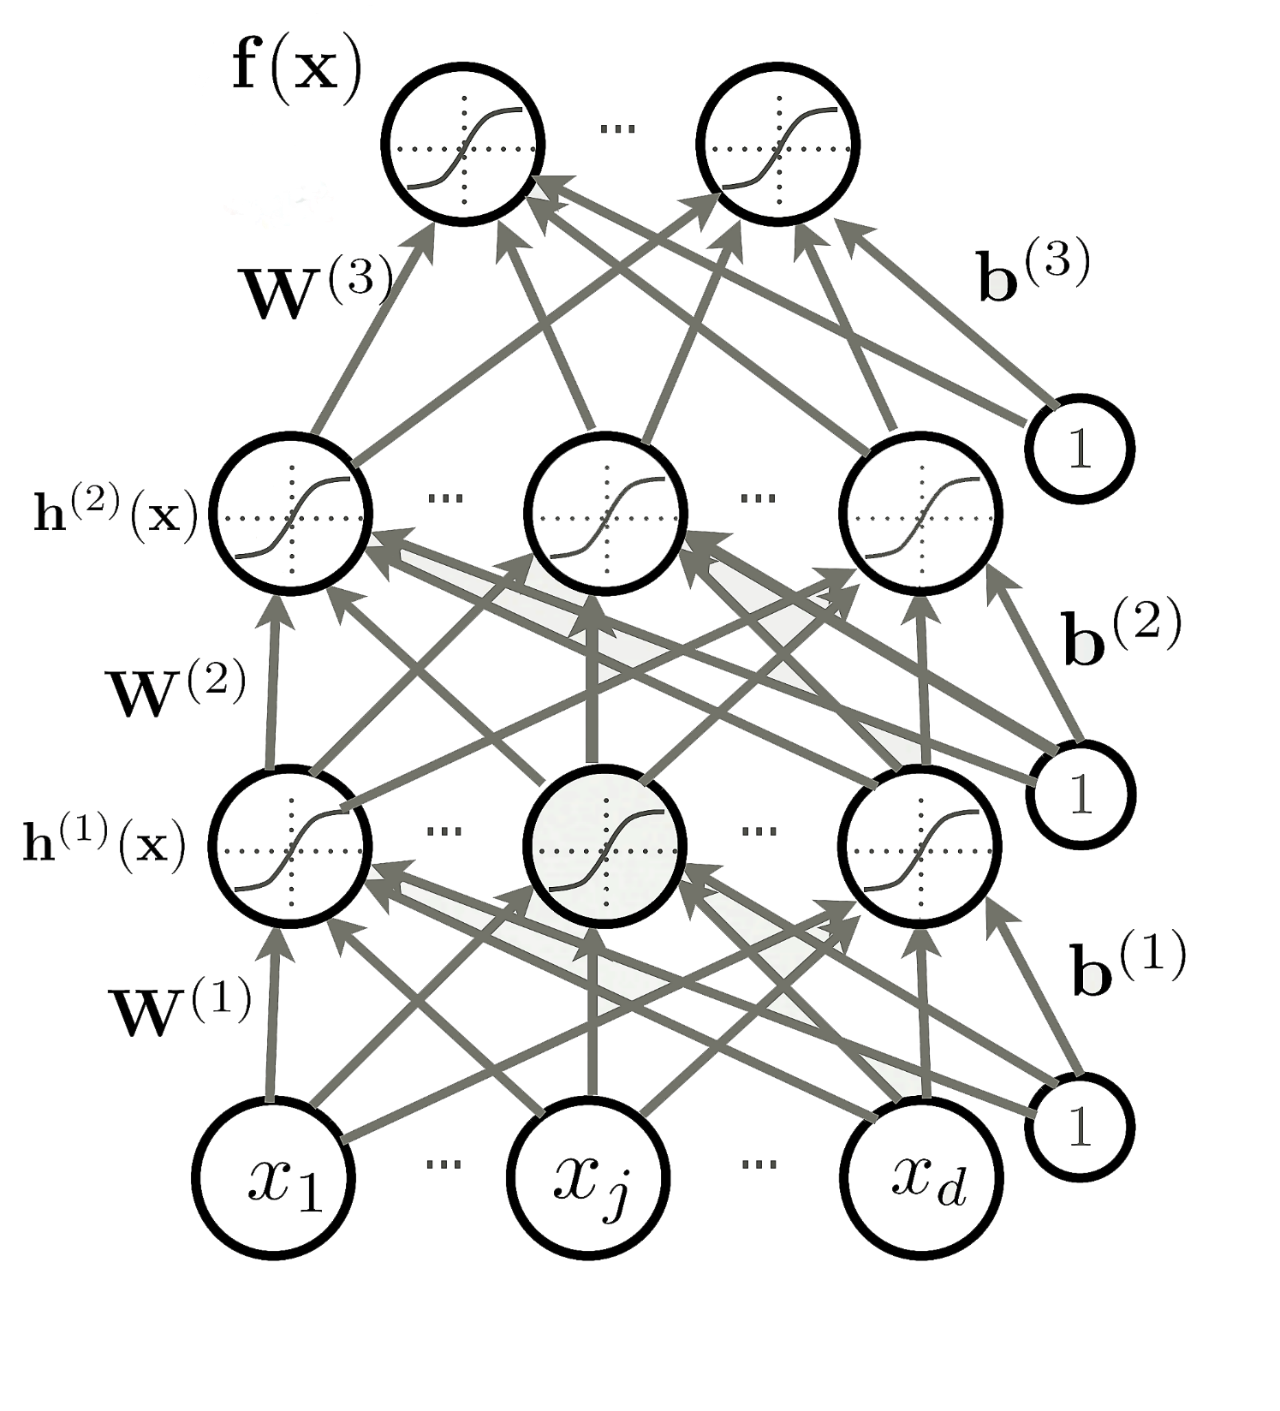 f(x)
...
W^(3)
b^(3)
1
h^(2)(x)
... ...
W^(2)
b^(2)
1
h^(1)(x)
... ...
W^(1)
b^(1)
1
x_1 ... x_j ... x_d